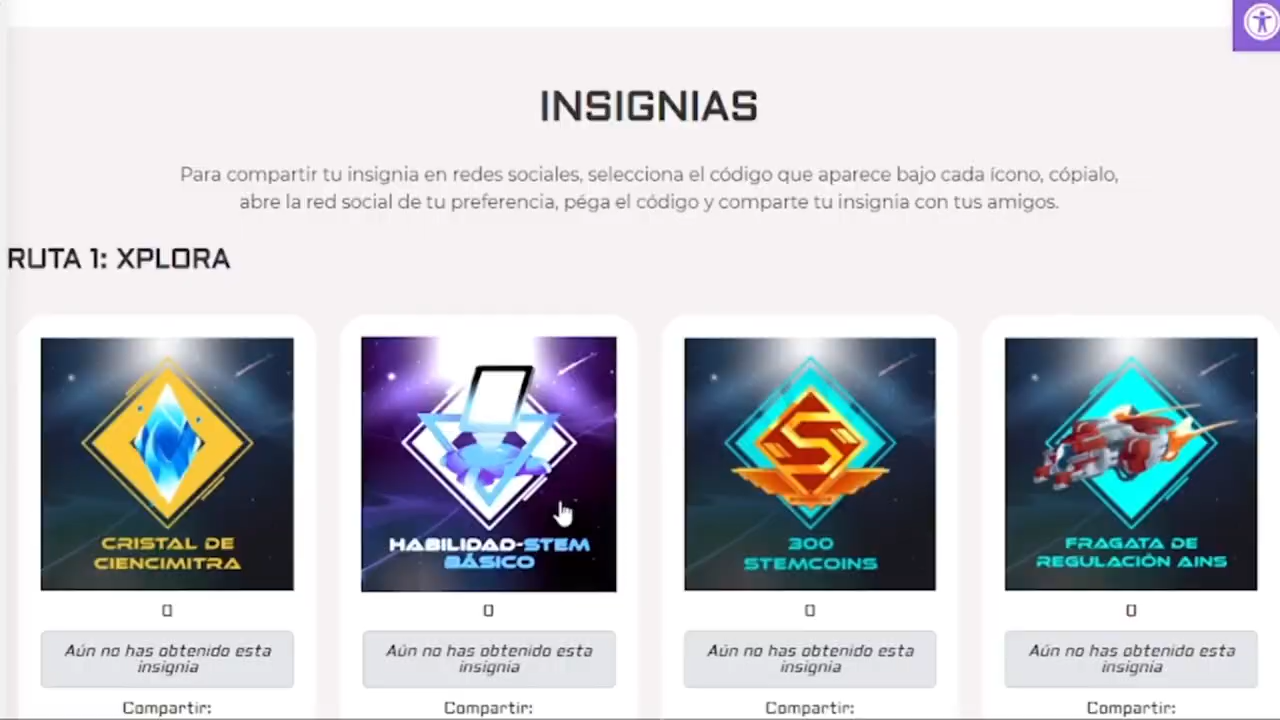 INSIGNIAS
Para compartir tu insignia en redes sociales, selecciona el código que aparece bajo cada ícono, cópialo,
abre la red social de tu preferencia, péga el código y comparte tu insignia con tus amigos.
RUTA 1: XPLORA
CRISTAL DE
CIENCIMITRA
0
Aún no has obtenido esta
insignia
Compartir:
HABILIDAD-STEM
BÁSICO
0
Aún no has obtenido esta
insignia
Compartir:
300
STEMCOINS
0
Aún no has obtenido esta
insignia
Compartir:
FRAGATA DE
REGULACIÓN AINS
0
Aún no has obtenido esta
insignia
Compartir: